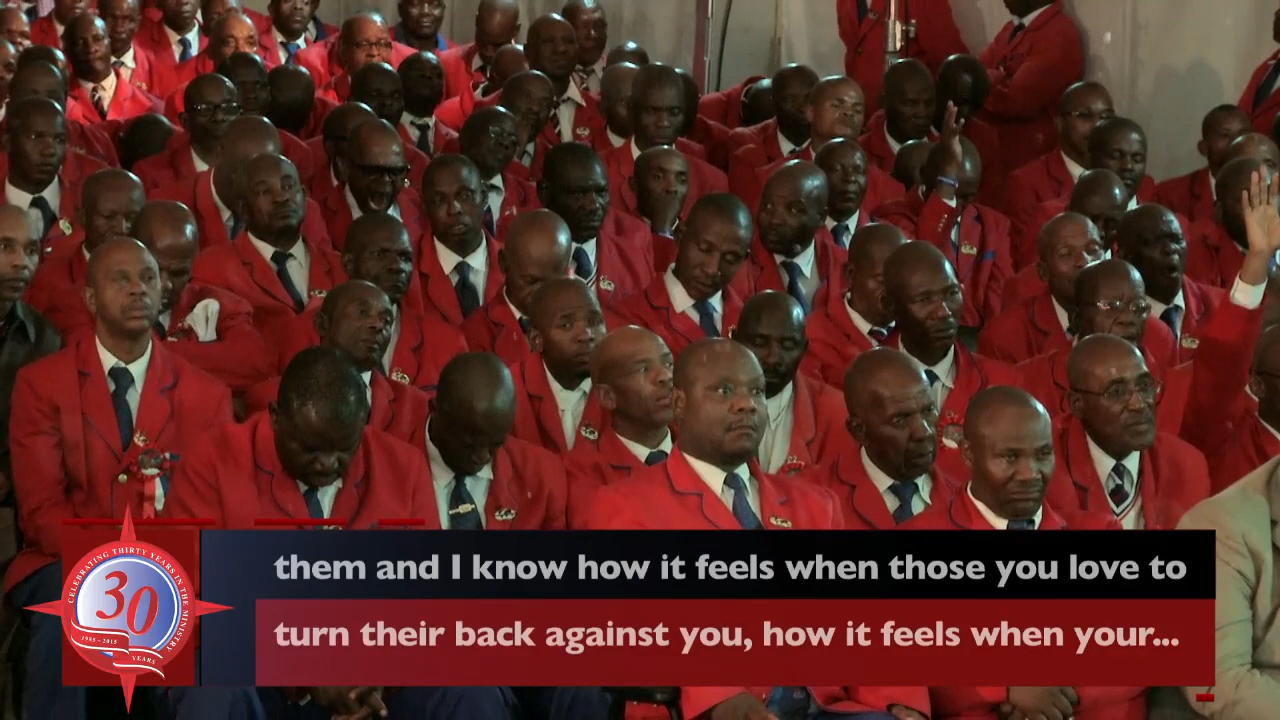 them and I know how it feels when those you love to
turn their back against you, how it feels when your...
CELEBRATING THIRTY YEARS IN THE MINISTRY
30
1985 - 2015
YEARS